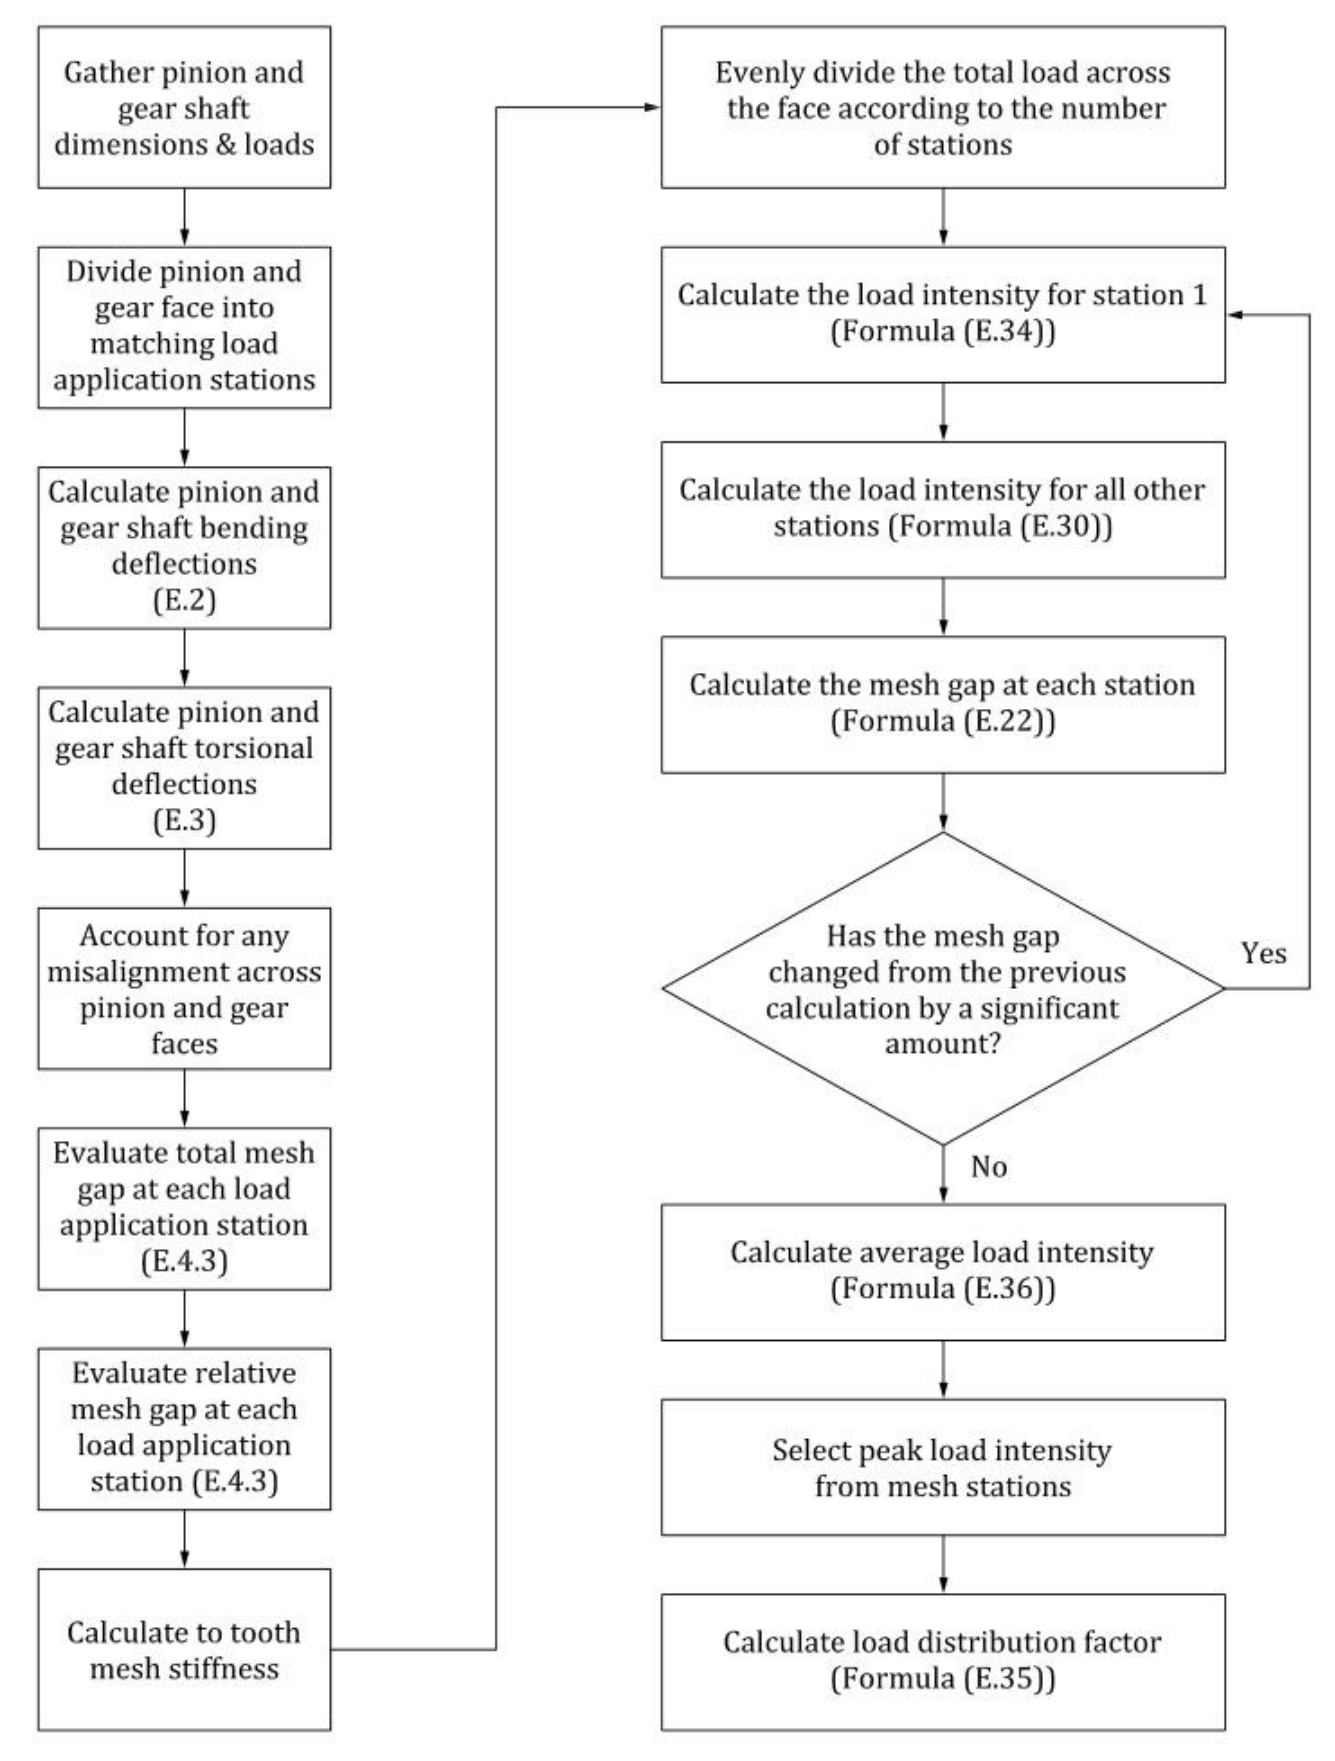 Gather pinion and
gear shaft
dimensions & loads
Divide pinion and
gear face into
matching load
application stations
Calculate pinion and
gear shaft bending
deflections
(E.2)
Calculate pinion and
gear shaft torsional
deflections
(E.3)
Account for any
misalignment across
pinion and gear
faces
Evaluate total mesh
gap at each load
application station
(E.4.3)
Evaluate relative
mesh gap at each
load application
station (E.4.3)
Calculate to tooth
mesh stiffness
Evenly divide the total load across
the face according to the number
of stations
Calculate the load intensity for station 1
(Formula (E.34))
Calculate the load intensity for all other
stations (Formula (E.30))
Calculate the mesh gap at each station
(Formula (E.22))
Has the mesh gap
changed from the previous
calculation by a significant
amount?
Yes
No
Calculate average load intensity
(Formula (E.36))
Select peak load intensity
from mesh stations
Calculate load distribution factor
(Formula (E.35))